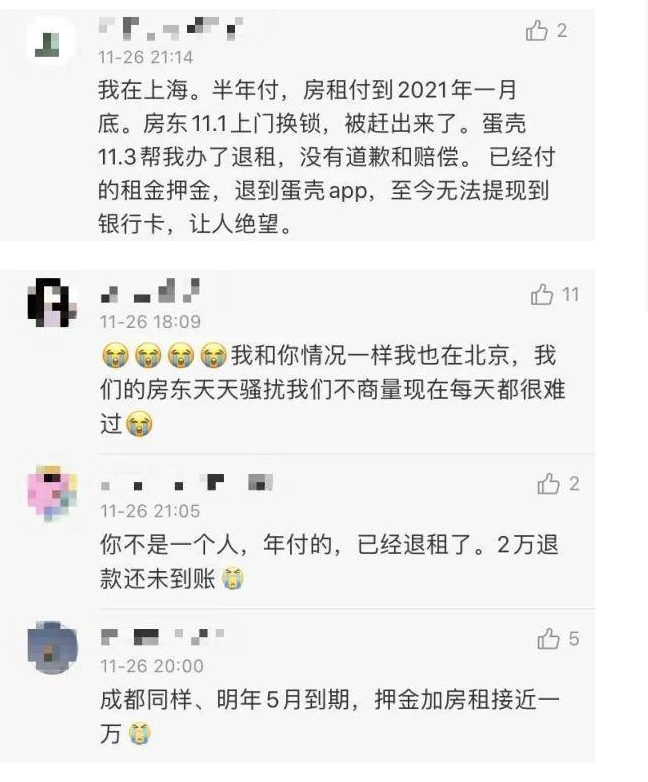 2
11-26 21:14
我在上海。半年付，房租付到2021年一月
底。房东11.1上门换锁，被赶出来了。蛋壳
11.3帮我办了退租，没有道歉和赔偿。已经付
的租金押金，退到蛋壳app，至今无法提现到
银行卡，让人绝望。
11
11-26 18:09
😭😭😭😭我和你情况一样我也在北京，我
们的房东天天骚扰我们不商量现在每天都很难
过😭
2
11-26 21:05
你不是一个人，年付的，已经退租了。2万退
款还未到账😭
5
11-26 20:00
成都同样、明年5月到期，押金加房租接近一
万😭